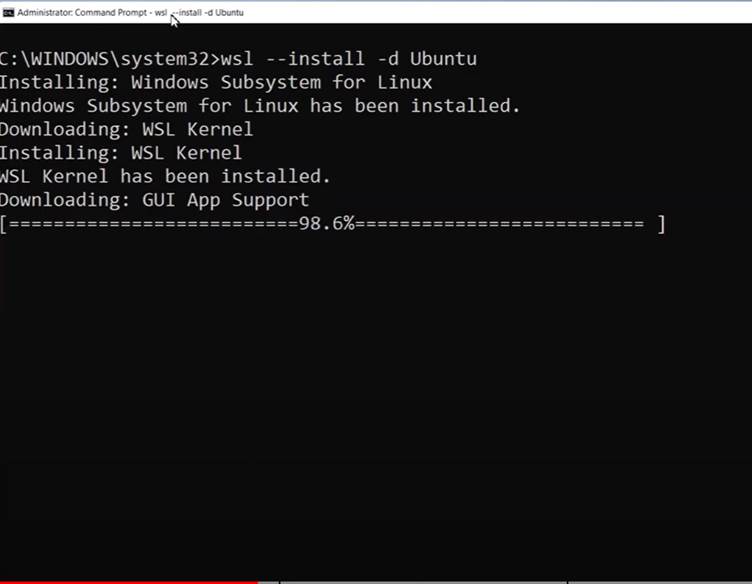 Administrator: Command Prompt - wsl --install -d Ubuntu
C:\WINDOWS\system32>wsl --install -d Ubuntu
Installing: Windows Subsystem for Linux
Windows Subsystem for Linux has been installed.
Downloading: WSL Kernel
Installing: WSL Kernel
WSL Kernel has been installed.
Downloading: GUI App Support
[==========================98.6%========================== ]